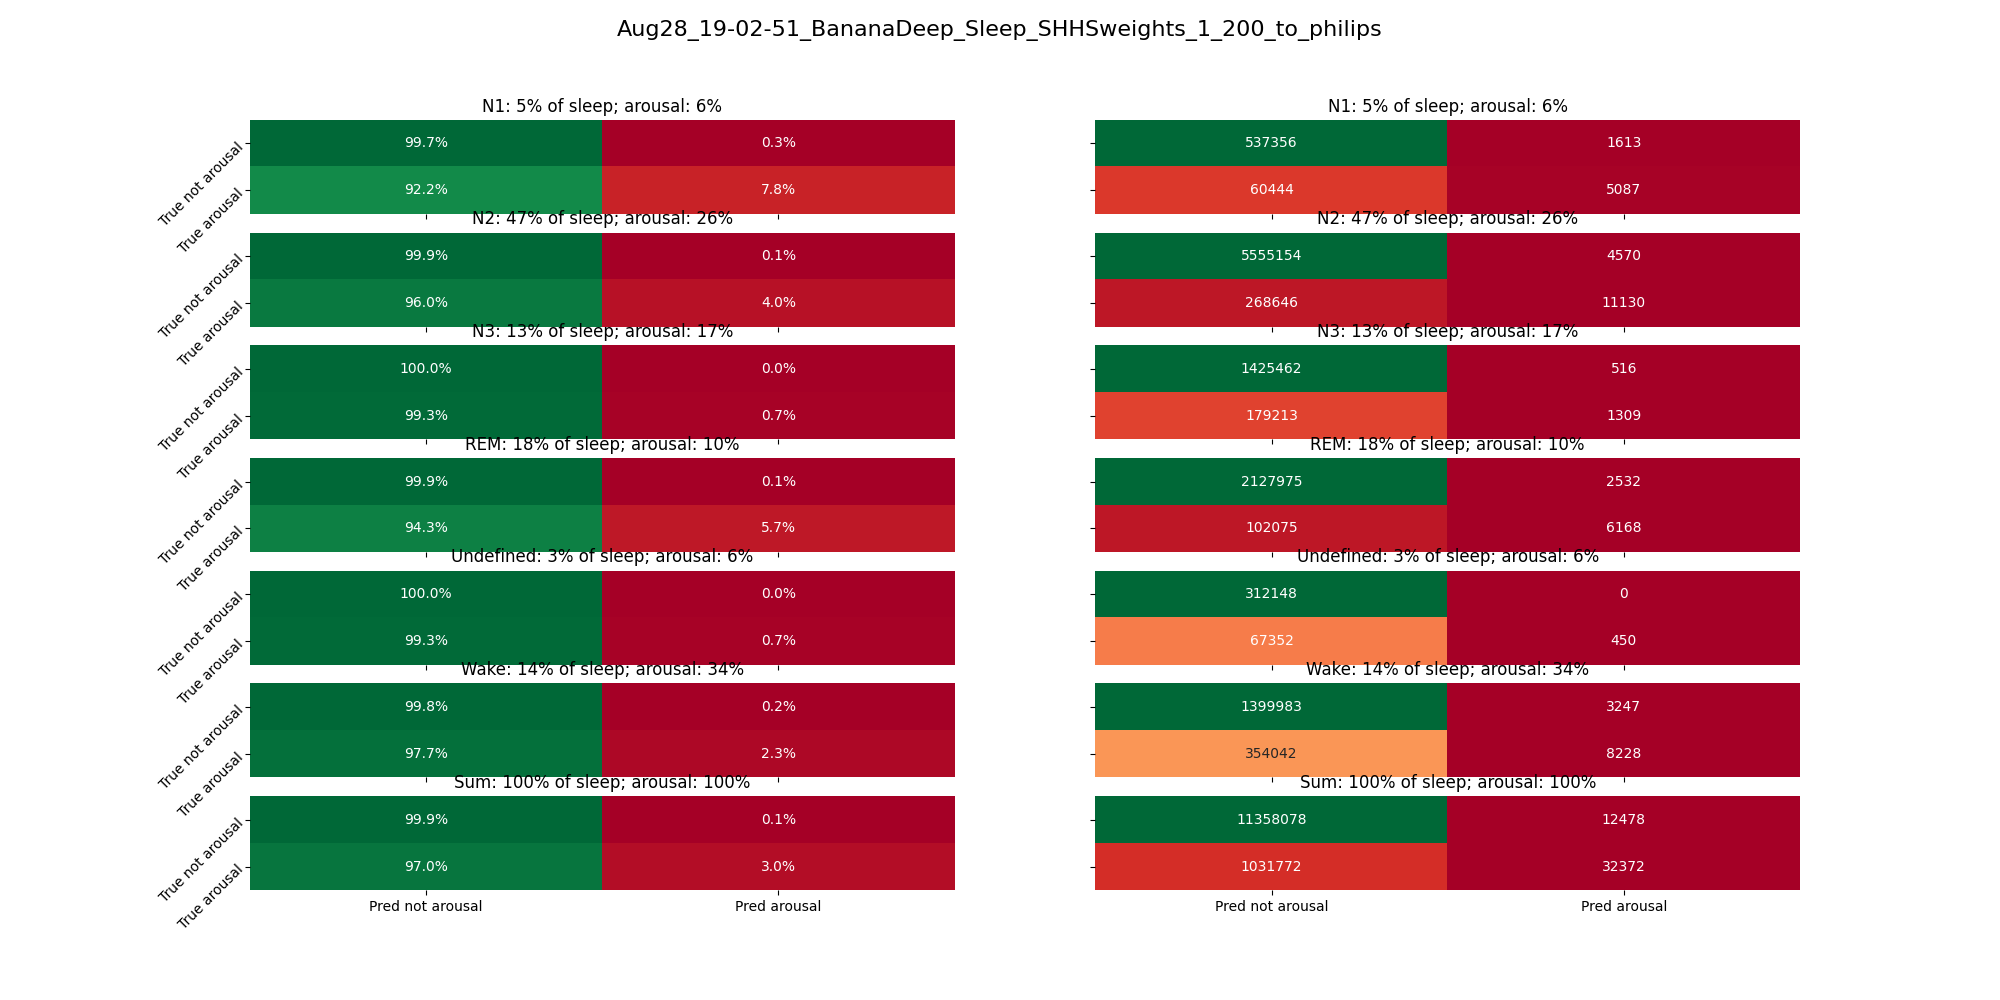 Aug28_19-02-51_BananaDeep_Sleep_SHHSweights_1_200_to_philips
N1: 5% of sleep; arousal: 6%
True not arousal 99.7% 0.3%
True arousal 92.2% 7.8%
N2: 47% of sleep; arousal: 26%
True not arousal 99.9% 0.1%
True arousal 96.0% 4.0%
N3: 13% of sleep; arousal: 17%
True not arousal 100.0% 0.0%
True arousal 99.3% 0.7%
REM: 18% of sleep; arousal: 10%
True not arousal 99.9% 0.1%
True arousal 94.3% 5.7%
Undefined: 3% of sleep; arousal: 6%
True not arousal 100.0% 0.0%
True arousal 99.3% 0.7%
Wake: 14% of sleep; arousal: 34%
True not arousal 99.8% 0.2%
True arousal 97.7% 2.3%
Sum: 100% of sleep; arousal: 100%
True not arousal 99.9% 0.1%
True arousal 97.0% 3.0%
Pred not arousal Pred arousal
N1: 5% of sleep; arousal: 6%
537356 1613
60444 5087
N2: 47% of sleep; arousal: 26%
5555154 4570
268646 11130
N3: 13% of sleep; arousal: 17%
1425462 516
179213 1309
REM: 18% of sleep; arousal: 10%
2127975 2532
102075 6168
Undefined: 3% of sleep; arousal: 6%
312148 0
67352 450
Wake: 14% of sleep; arousal: 34%
1399983 3247
354042 8228
Sum: 100% of sleep; arousal: 100%
11358078 12478
1031772 32372
Pred not arousal Pred arousal